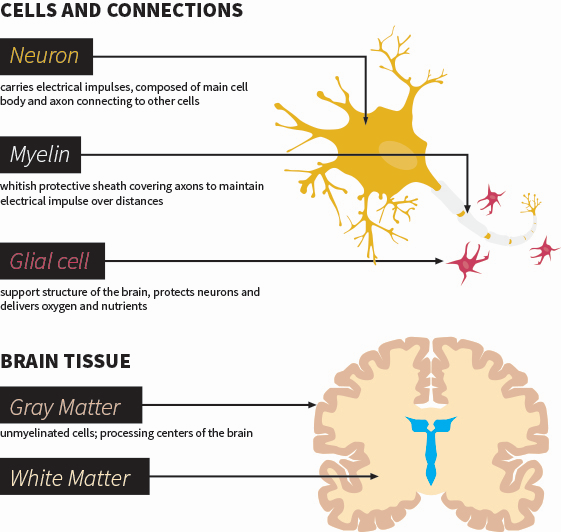 CELLS AND CONNECTIONS
Neuron
carries electrical impulses, composed of main cell
body and axon connecting to other cells
Myelin
whitish protective sheath covering axons to maintain
electrical impulse over distances
Glial cell
support structure of the brain, protects neurons and
delivers oxygen and nutrients
BRAIN TISSUE
Gray Matter
unmyelinated cells; processing centers of the brain
White Matter